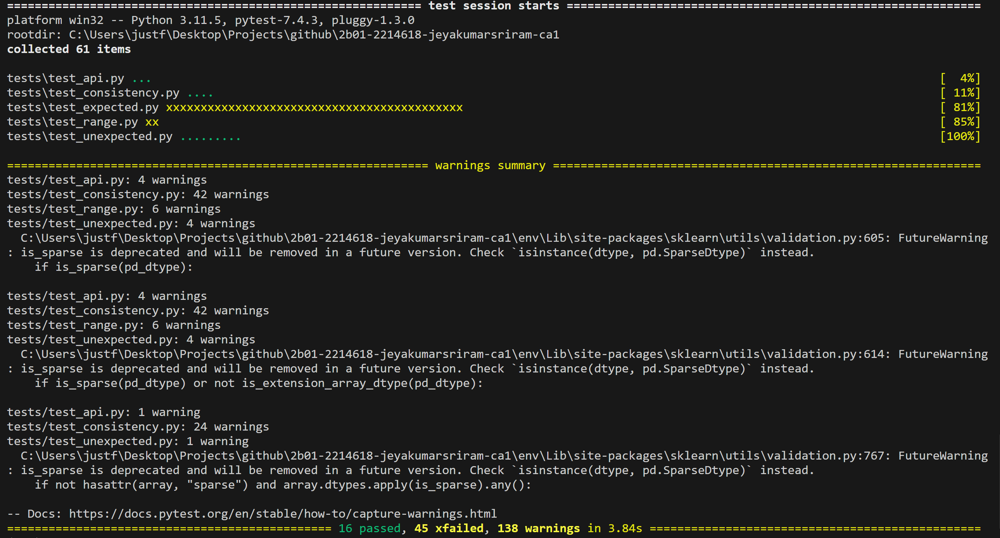 ============================================================ test session starts ============================================================
platform win32 -- Python 3.11.5, pytest-7.4.3, pluggy-1.3.0
rootdir: C:\Users\justf\Desktop\Projects\github\2b01-2214618-jeyakumarsriram-ca1
collected 61 items
tests\test_api.py ... [  4%]
tests\test_consistency.py .... [ 11%]
tests\test_expected.py xxxxxxxxxxxxxxxxxxxxxxxxxxxxxxxxxxxxxxxxxxx [ 81%]
tests\test_range.py xx [ 85%]
tests\test_unexpected.py ......... [100%]
============================================================= warnings summary ==============================================================
tests/test_api.py: 4 warnings
tests/test_consistency.py: 42 warnings
tests/test_range.py: 6 warnings
tests/test_unexpected.py: 4 warnings
  C:\Users\justf\Desktop\Projects\github\2b01-2214618-jeyakumarsriram-ca1\env\Lib\site-packages\sklearn\utils\validation.py:605: FutureWarning
: is_sparse is deprecated and will be removed in a future version. Check `isinstance(dtype, pd.SparseDtype)` instead.
    if is_sparse(pd_dtype):
tests/test_api.py: 4 warnings
tests/test_consistency.py: 42 warnings
tests/test_range.py: 6 warnings
tests/test_unexpected.py: 4 warnings
  C:\Users\justf\Desktop\Projects\github\2b01-2214618-jeyakumarsriram-ca1\env\Lib\site-packages\sklearn\utils\validation.py:614: FutureWarning
: is_sparse is deprecated and will be removed in a future version. Check `isinstance(dtype, pd.SparseDtype)` instead.
    if is_sparse(pd_dtype) or not is_extension_array_dtype(pd_dtype):
tests/test_api.py: 1 warning
tests/test_consistency.py: 24 warnings
tests/test_unexpected.py: 1 warning
  C:\Users\justf\Desktop\Projects\github\2b01-2214618-jeyakumarsriram-ca1\env\Lib\site-packages\sklearn\utils\validation.py:767: FutureWarning
: is_sparse is deprecated and will be removed in a future version. Check `isinstance(dtype, pd.SparseDtype)` instead.
    if not hasattr(array, "sparse") and array.dtypes.apply(is_sparse).any():
-- Docs: https://docs.pytest.org/en/stable/how-to/capture-warnings.html
=============================================== 16 passed, 45 xfailed, 138 warnings in 3.84s ================================================